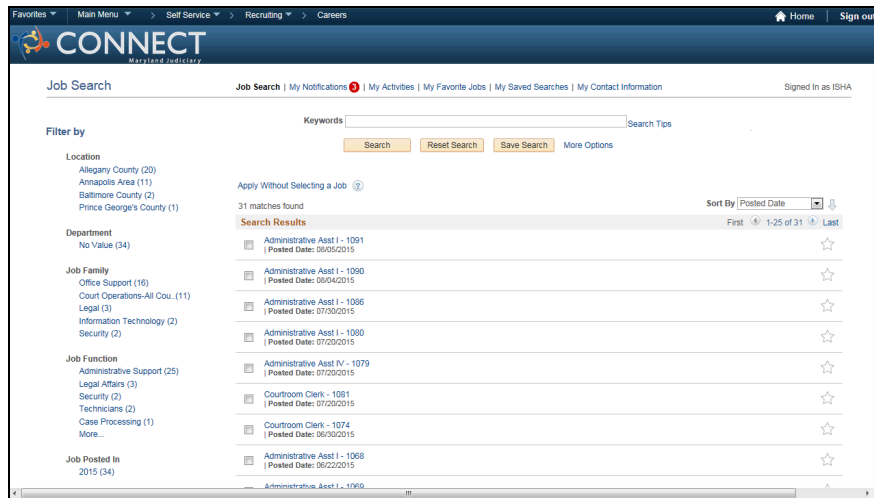 Favorites Main Menu > Self Service > Recruiting > Careers
Home Sign out
CONNECT
Maryland Judiciary
Job Search
Job Search | My Notifications 3 | My Activities | My Favorite Jobs | My Saved Searches | My Contact Information
Signed In as ISHA
Keywords
Search Tips
Search Reset Search Save Search More Options
Filter by
Location
Allegany County (20)
Annapolis Area (11)
Baltimore County (2)
Prince George's County (1)
Department
No Value (34)
Job Family
Office Support (16)
Court Operations-All Cou..(11)
Legal (3)
Information Technology (2)
Security (2)
Job Function
Administrative Support (25)
Legal Affairs (3)
Security (2)
Technicians (2)
Case Processing (1)
More...
Job Posted In
2015 (34)
Apply Without Selecting a Job ?
31 matches found
Sort By Posted Date
Search Results
First 1-25 of 31 Last
Administrative Asst I - 1091
| Posted Date: 08/05/2015
Administrative Asst I - 1090
| Posted Date: 08/04/2015
Administrative Asst I - 1086
| Posted Date: 07/30/2015
Administrative Asst I - 1080
| Posted Date: 07/20/2015
Administrative Asst IV - 1079
| Posted Date: 07/20/2015
Courtroom Clerk - 1081
| Posted Date: 07/20/2015
Courtroom Clerk - 1074
| Posted Date: 06/30/2015
Administrative Asst I - 1068
| Posted Date: 06/22/2015
Administrative Asst I - 1069